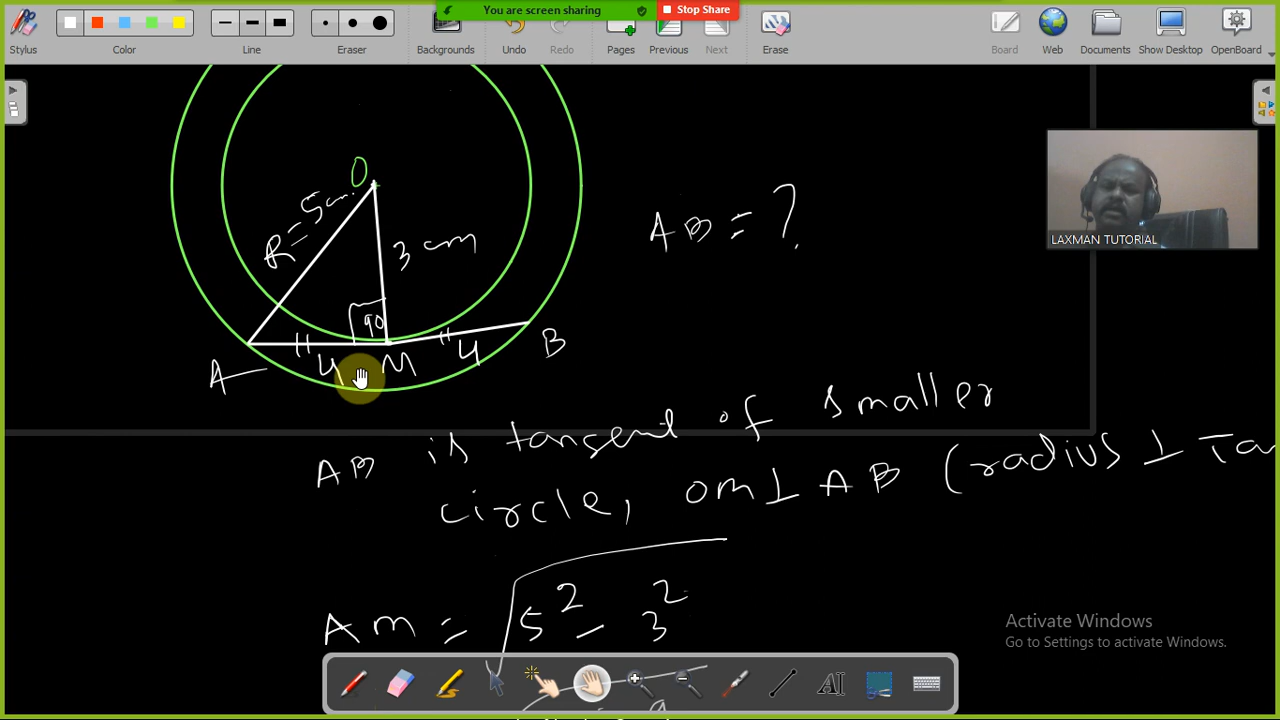 You are screen sharing
Stop Share
Stylus
Color
Line
Eraser
Backgrounds
Undo
Redo
Pages
Previous
Next
Erase
Board
Web
Documents
Show Desktop
OpenBoard
LAXMAN TUTORIAL
O
R=5cm
3 cm
AB = ?
90
A
4
M
4
B
AB is tangent of smaller
circle, om⊥AB (radius ⊥ Ta
Am = √5² - 3²
Activate Windows
Go to Settings to activate Windows.